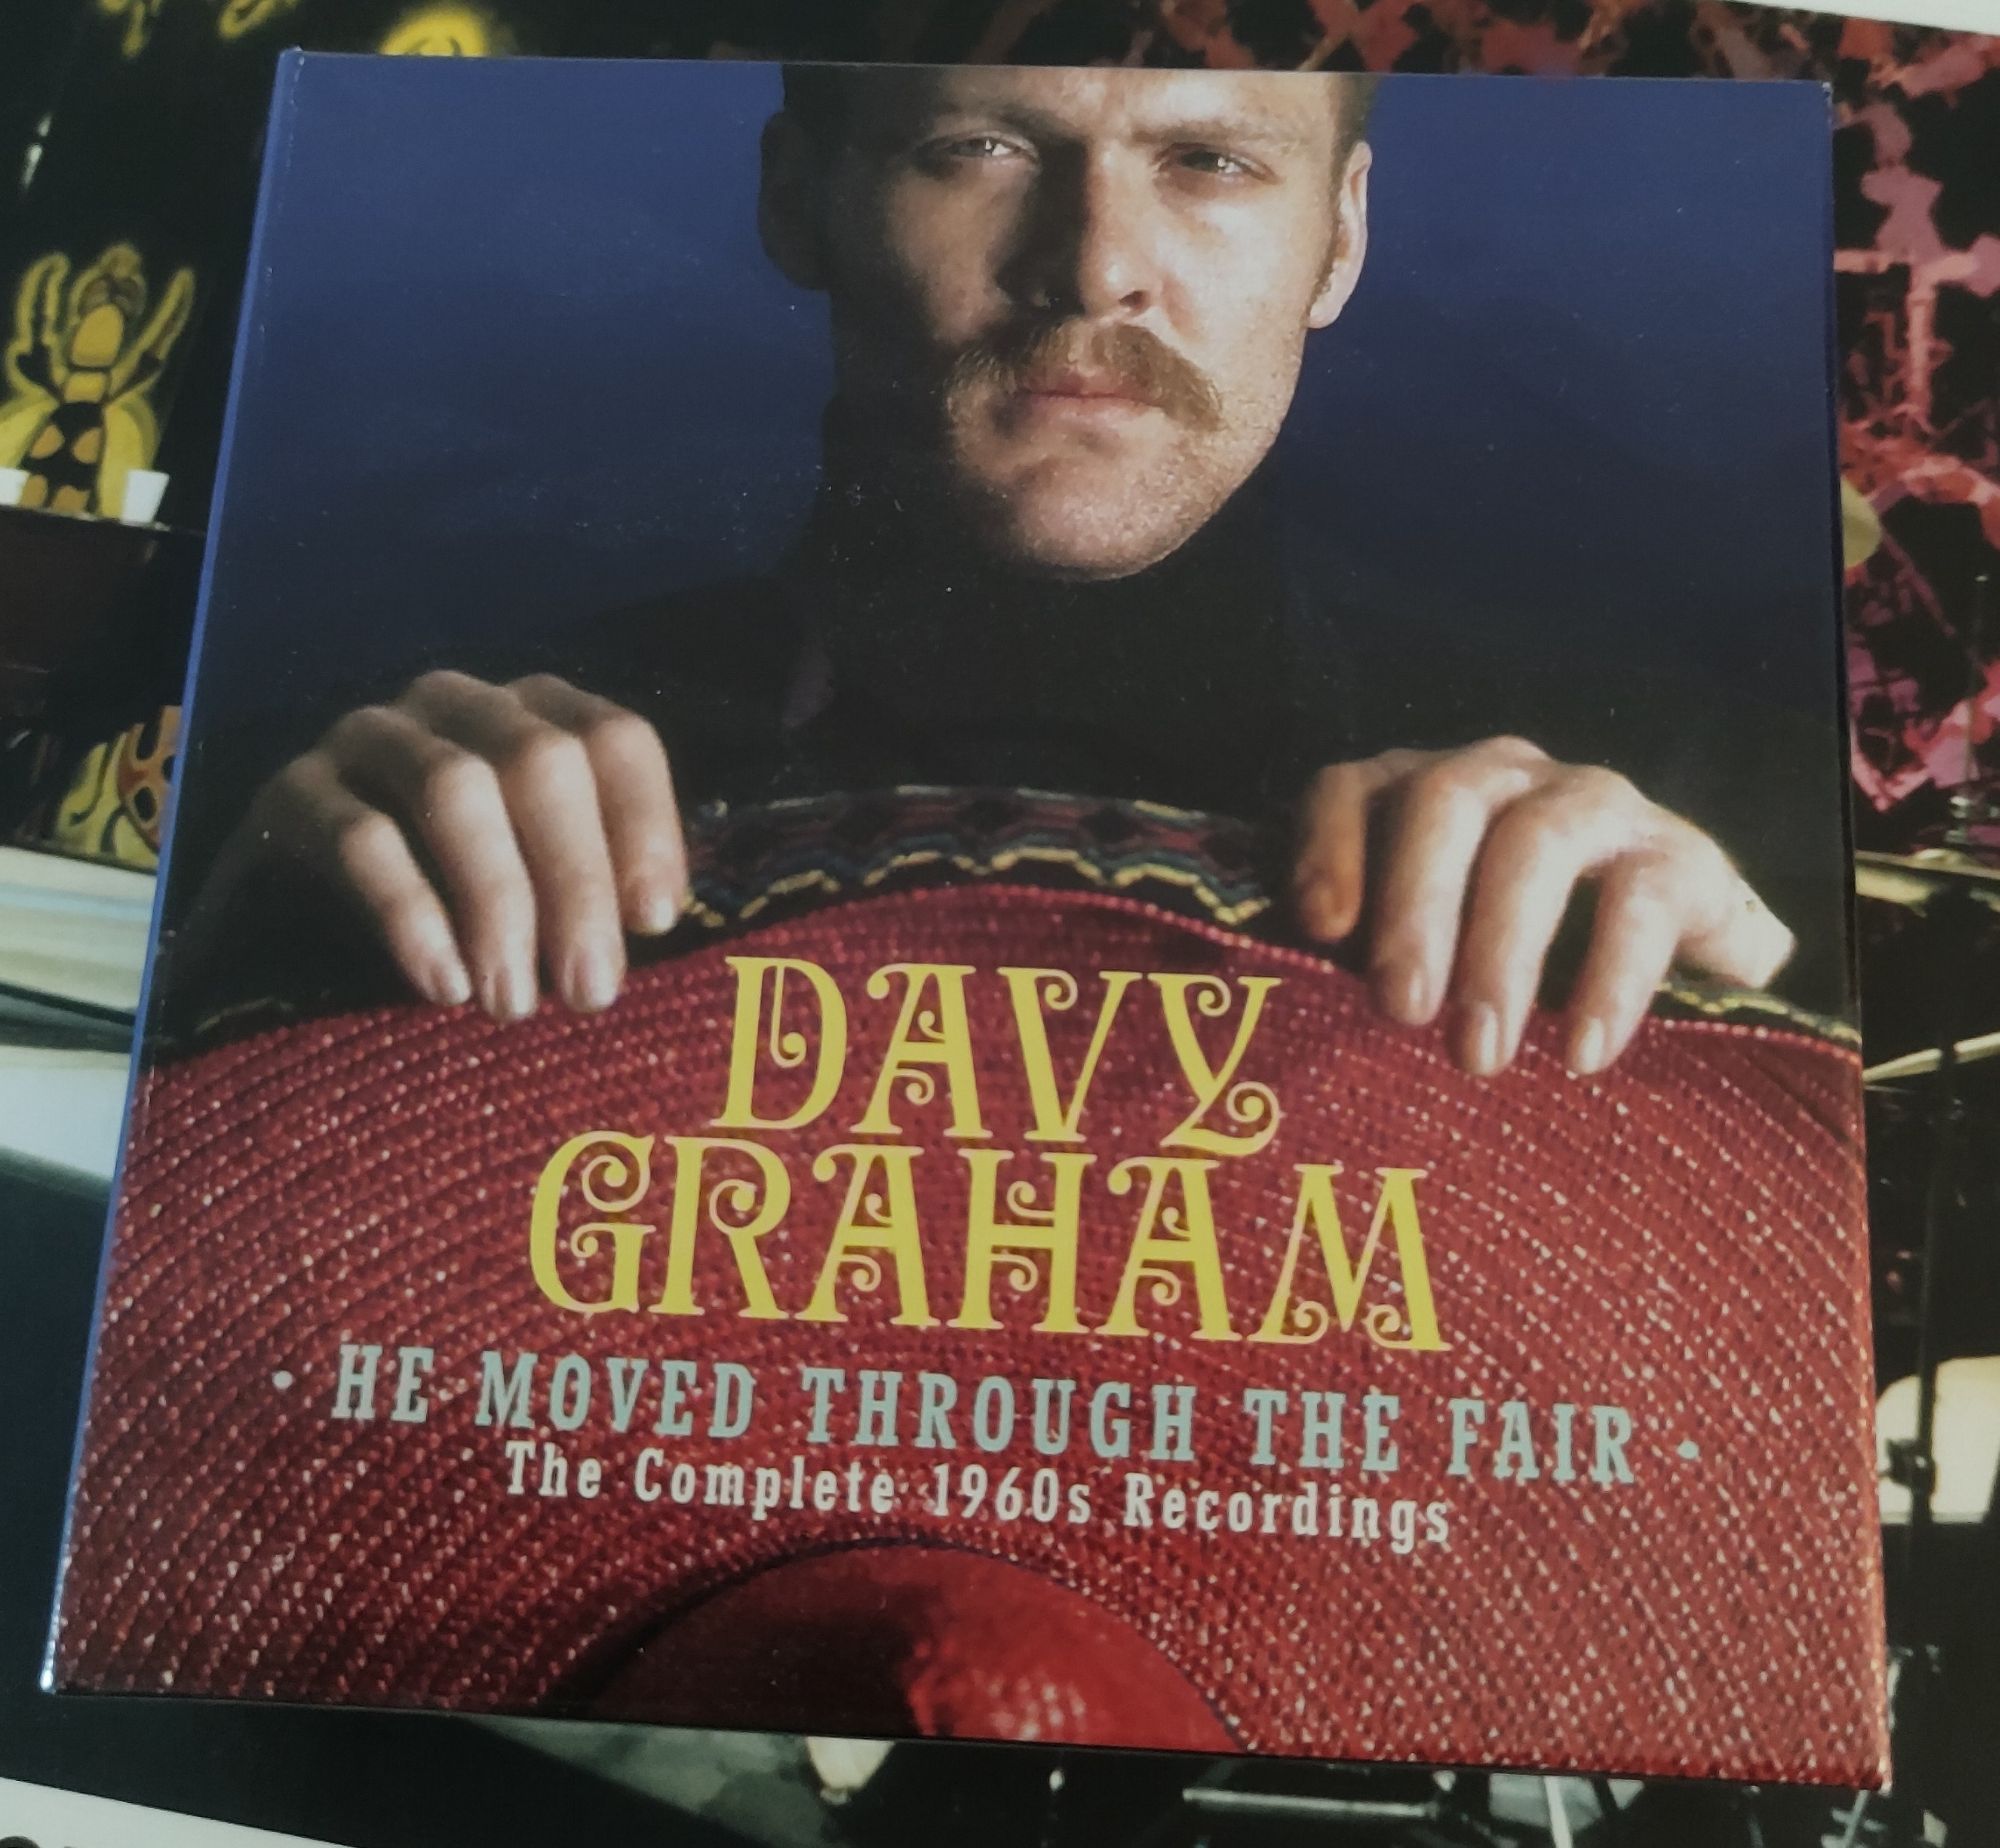 DAVY
GRAHAM
• HE MOVED THROUGH THE FAIR •
The Complete 1960s Recordings